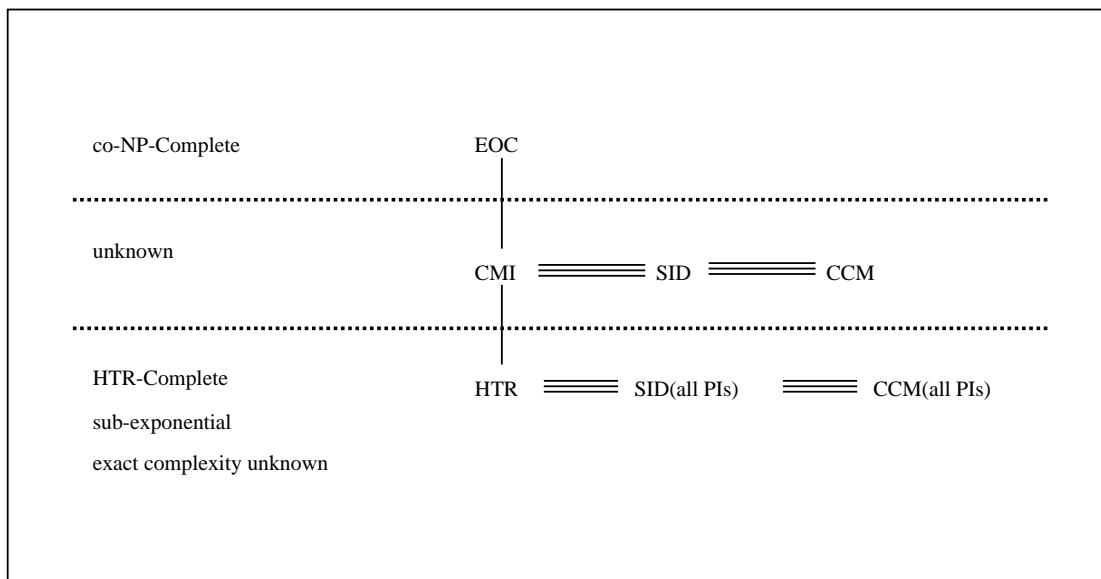 co-NP-Complete EOC
unknown
CMI SID CCM
HTR-Complete
HTR SID(all PIs) CCM(all PIs)
sub-exponential
exact complexity unknown